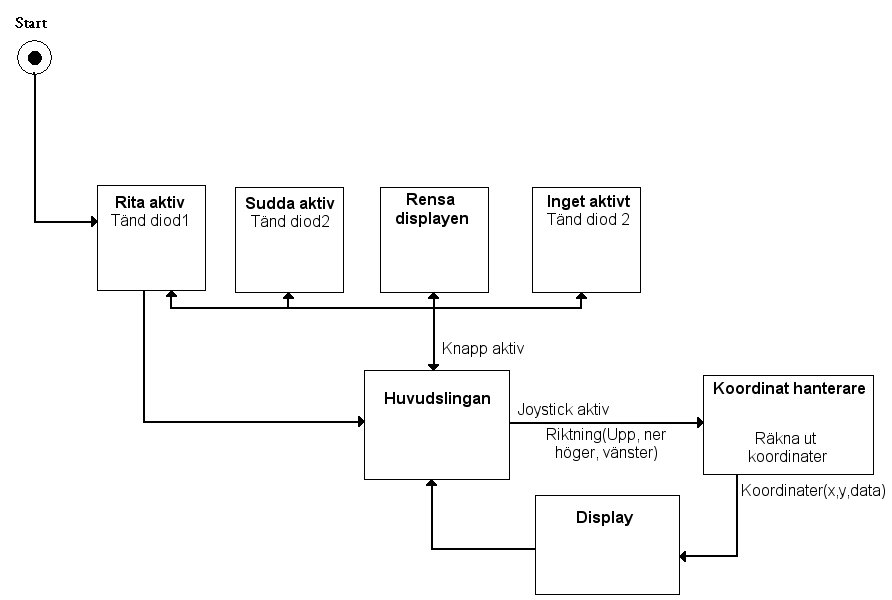 Start
Rita aktiv
Tänd diod1
Sudda aktiv
Tänd diod2
Rensa
displayen
Inget aktivt
Tänd diod 2
Knapp aktiv
Huvudslingan
Joystick aktiv
Riktning(Upp, ner
höger, vänster)
Koordinat hanterare
Räkna ut
koordinater
Koordinater(x,y,data)
Display